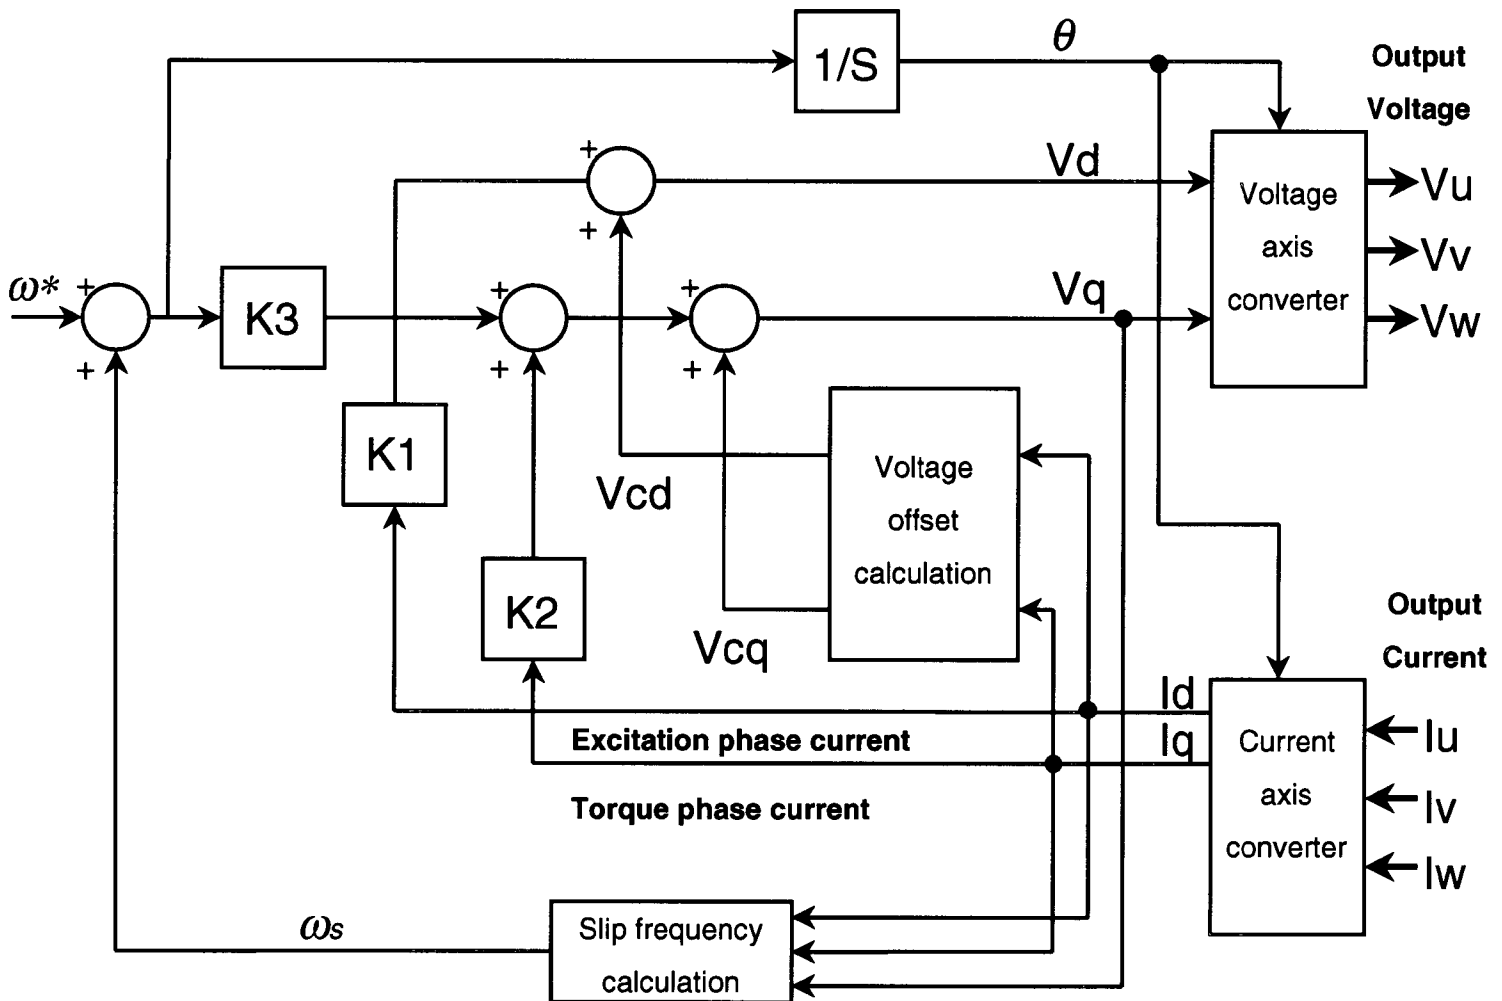 1/S
θ
Output
Voltage
+
Vd
Voltage
axis
converter
Vu
Vv
Vw
+
ω*
+
K3
+
+
Vq
+
+
+
K1
Vcd
Voltage
offset
calculation
K2
Vcq
Output
Current
Id
Excitation phase current
Iq
Current
axis
converter
Iu
Iv
Iw
Torque phase current
ωs
Slip frequency
calculation